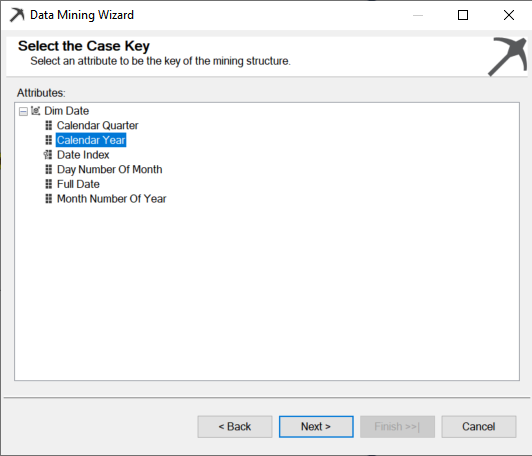 Data Mining Wizard
Select the Case Key
Select an attribute to be the key of the mining structure.
Attributes:
Dim Date
Calendar Quarter
Calendar Year
Date Index
Day Number Of Month
Full Date
Month Number Of Year
< Back
Next >
Finish >>|
Cancel